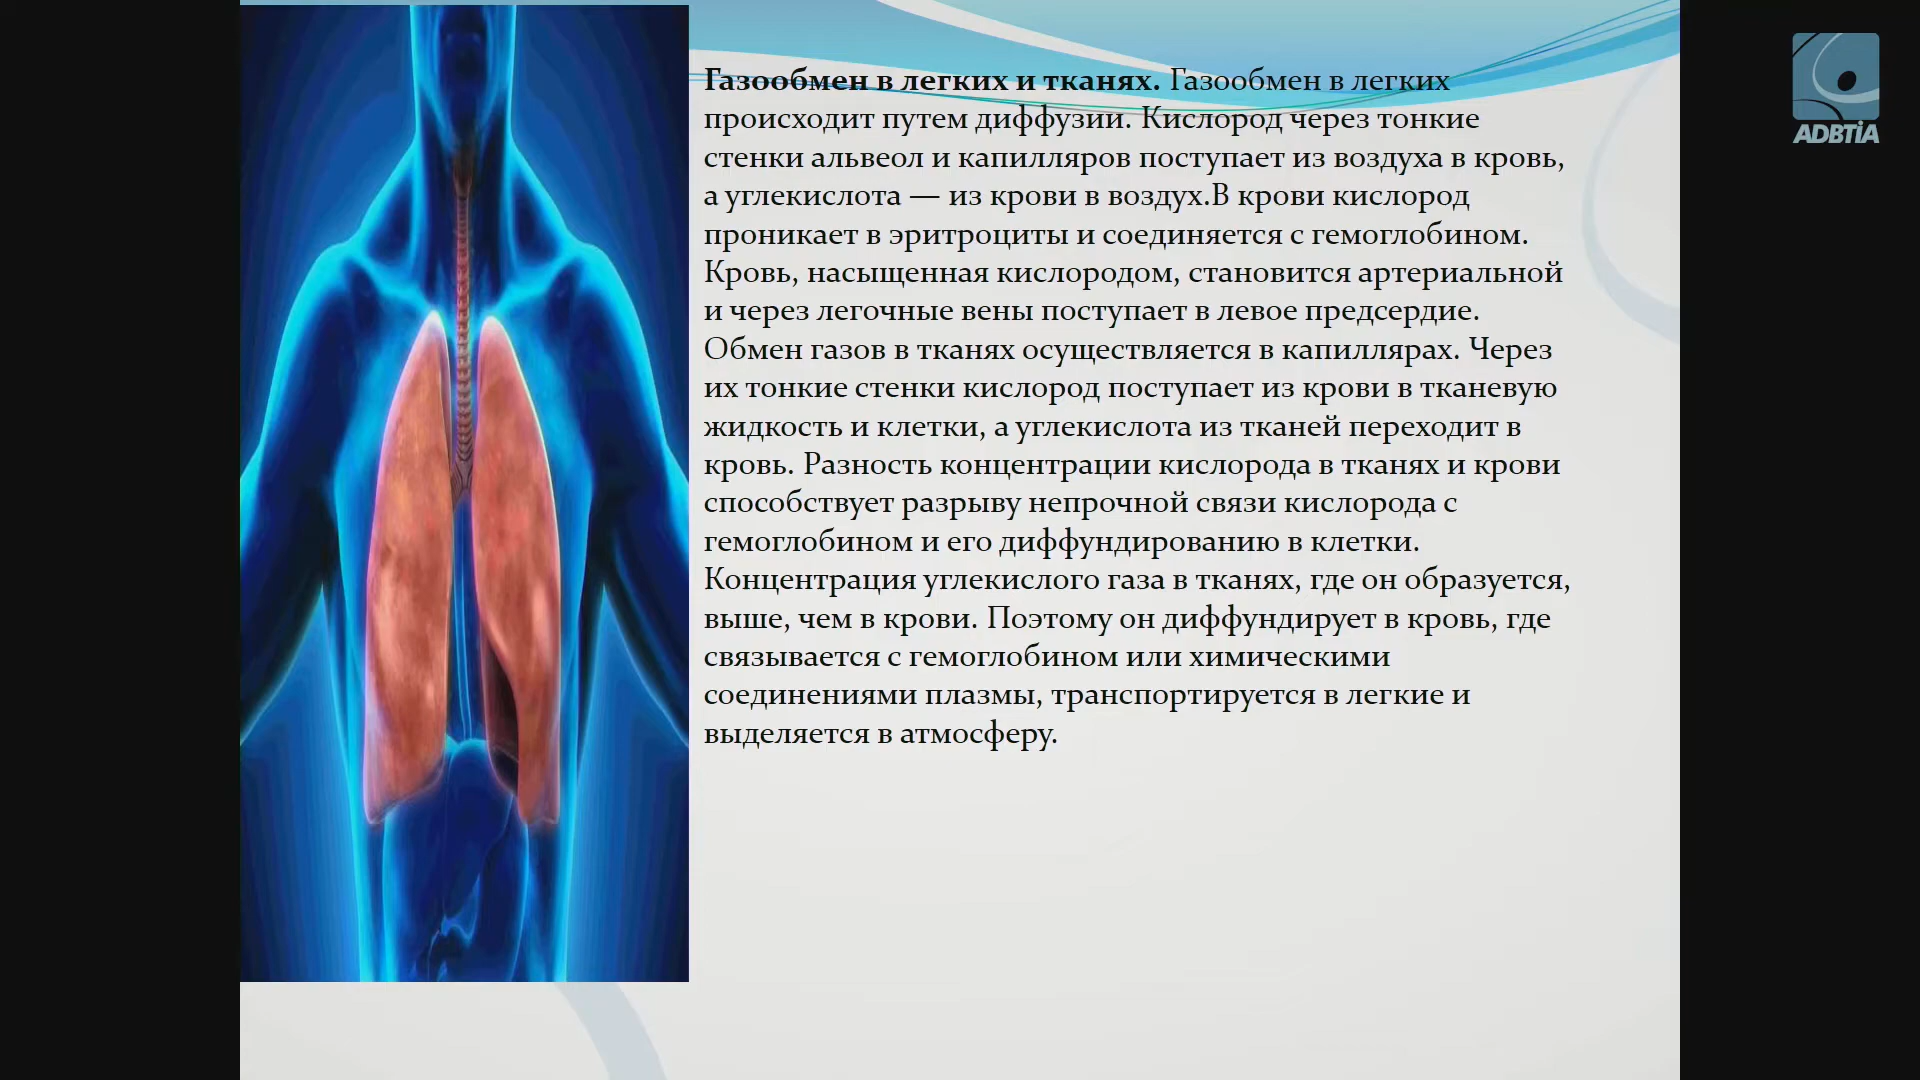 Газообмен в легких и тканях. Газообмен в легких
происходит путем диффузии. Кислород через тонкие
стенки альвеол и капилляров поступает из воздуха в кровь,
а углекислота — из крови в воздух.В крови кислород
проникает в эритроциты и соединяется с гемоглобином.
Кровь, насыщенная кислородом, становится артериальной
и через легочные вены поступает в левое предсердие.
Обмен газов в тканях осуществляется в капиллярах. Через
их тонкие стенки кислород поступает из крови в тканевую
жидкость и клетки, а углекислота из тканей переходит в
кровь. Разность концентрации кислорода в тканях и крови
способствует разрыву непрочной связи кислорода с
гемоглобином и его диффундированию в клетки.
Концентрация углекислого газа в тканях, где он образуется,
выше, чем в крови. Поэтому он диффундирует в кровь, где
связывается с гемоглобином или химическими
соединениями плазмы, транспортируется в легкие и
выделяется в атмосферу.
ADBTİA